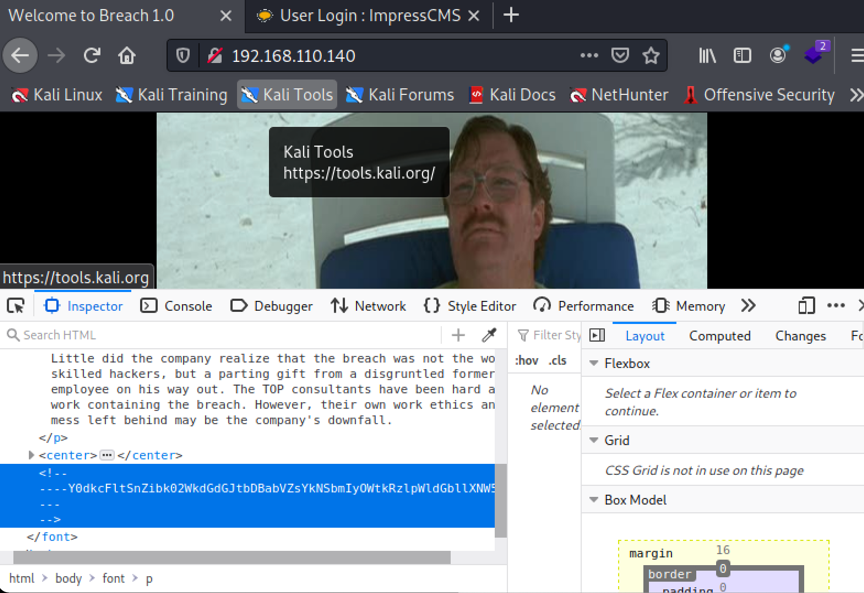 Welcome to Breach 1.0
User Login : ImpressCMS
192.168.110.140
2
Kali Linux Kali Training Kali Tools Kali Forums Kali Docs NetHunter Offensive Security
Kali Tools
https://tools.kali.org/
https://tools.kali.org
Inspector Console Debugger Network Style Editor Performance Memory
Search HTML
Little did the company realize that the breach was not the wo
skilled hackers, but a parting gift from a disgruntled former
employee on his way out. The TOP consultants have been hard a
work containing the breach. However, their own work ethics an
mess left behind may be the company's downfall.
</p>
<center> </center>
<!--
---
-->
</font>
html > body > font > p
Filter Sty
:hov .cls
No
element
selected
Layout Computed Changes Fo
Flexbox
Select a Flex container or item to
continue.
Grid
CSS Grid is not in use on this page
Box Model
margin 16
border 0
padding 0